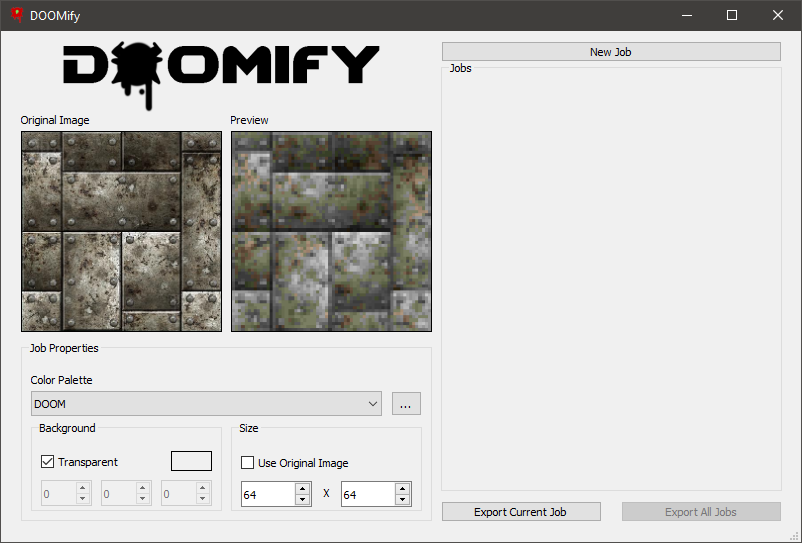 DOOMify
DOOMIFY
New Job
Jobs
Original Image
Preview
Job Properties
Color Palette
DOOM
...
Background
Size
Transparent
Use Original Image
0
0
0
64
X
64
Export Current Job
Export All Jobs